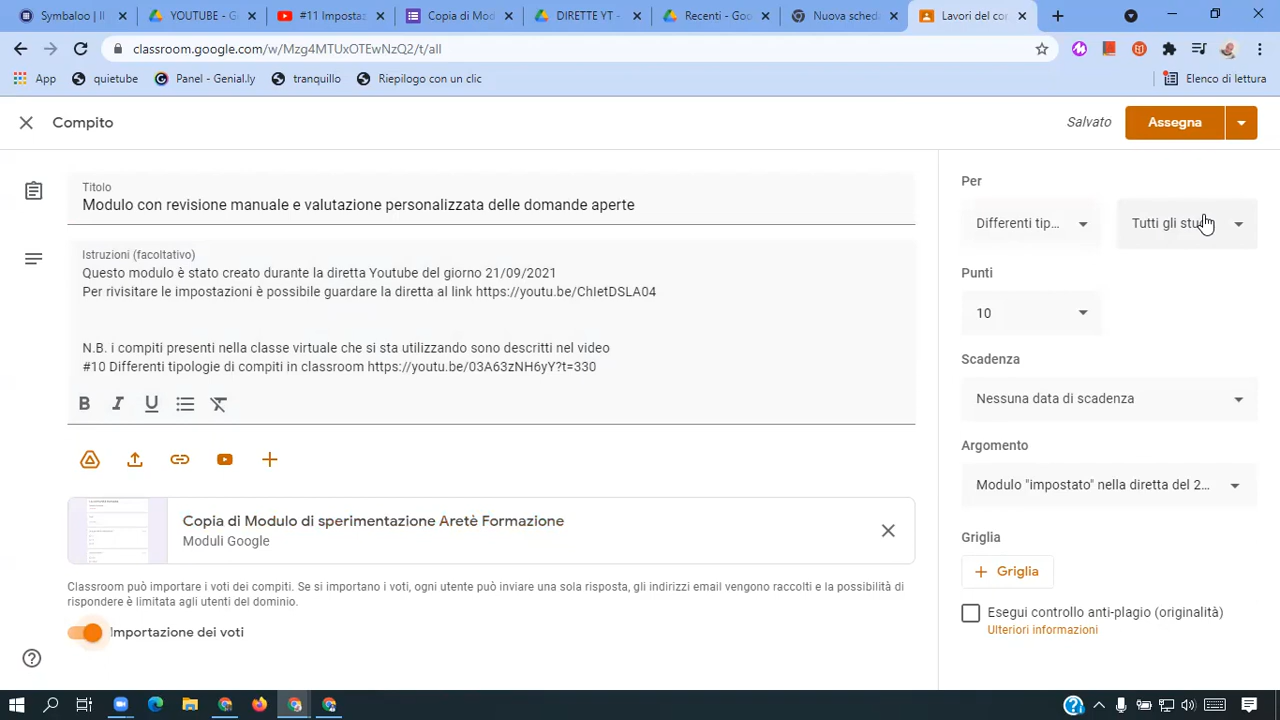 Symbaloo | I
YOUTUBE -
#11 Impostaz
Copia di Mod
DIRETTE YT -
Recenti - Goo
Nuova sched
Lavori del co
classroom.google.com/w/Mzg4MTUxOTEwNzQ2/t/all
App
quietube
Panel - Genial.ly
tranquillo
Riepilogo con un clic
Elenco di lettura
Compito
Salvato
Assegna
Titolo
Modulo con revisione manuale e valutazione personalizzata delle domande aperte
Istruzioni (facoltativo)
Questo modulo è stato creato durante la diretta Youtube del giorno 21/09/2021
Per rivisitare le impostazioni è possibile guardare la diretta al link https://youtu.be/ChIetDSLA04
N.B. i compiti presenti nella classe virtuale che si sta utilizzando sono descritti nel video
#10 Differenti tipologie di compiti in classroom https://youtu.be/03A63zNH6yY?t=330
Copia di Modulo di sperimentazione Aretè Formazione
Moduli Google
Classroom può importare i voti dei compiti. Se si importano i voti, ogni utente può inviare una sola risposta, gli indirizzi email vengono raccolti e la possibilità di
rispondere è limitata agli utenti del dominio.
Importazione dei voti
Per
Differenti tip...
Tutti gli stu
Punti
10
Scadenza
Nessuna data di scadenza
Argomento
Modulo "impostato" nella diretta del 2...
Griglia
+ Griglia
Esegui controllo anti-plagio (originalità)
Ulteriori informazioni